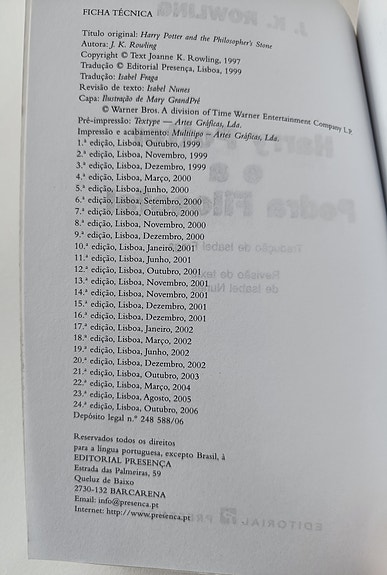 FICHA TÉCNICA
J. K. ROWLING
Título original: Harry Potter and the Philosopher's Stone
Autora: J. K. Rowling
Copyright © Text Joanne K. Rowling, 1997
Tradução © Editorial Presença, Lisboa, 1999
Tradução: Isabel Fraga
Revisão de texto: Isabel Nunes
Capa: Ilustração de Mary GrandPré
© Warner Bros. A division of Time Warner Entertainment Company L.P.
Pré-impressão: Textype — Artes Gráficas, Lda.
Impressão e acabamento: Multitipo — Artes Gráficas, Lda.
1.ª edição, Lisboa, Outubro, 1999
2.ª edição, Lisboa, Novembro, 1999
3.ª edição, Lisboa, Dezembro, 1999
4.ª edição, Lisboa, Março, 2000
5.ª edição, Lisboa, Junho, 2000
6.ª edição, Lisboa, Setembro, 2000
7.ª edição, Lisboa, Outubro, 2000
8.ª edição, Lisboa, Novembro, 2000
9.ª edição, Lisboa, Dezembro, 2000
10.ª edição, Lisboa, Janeiro, 2001
11.ª edição, Lisboa, Junho, 2001
12.ª edição, Lisboa, Outubro, 2001
13.ª edição, Lisboa, Novembro, 2001
14.ª edição, Lisboa, Novembro, 2001
15.ª edição, Lisboa, Dezembro, 2001
16.ª edição, Lisboa, Dezembro, 2001
17.ª edição, Lisboa, Janeiro, 2002
18.ª edição, Lisboa, Março, 2002
19.ª edição, Lisboa, Junho, 2002
20.ª edição, Lisboa, Dezembro, 2002
21.ª edição, Lisboa, Outubro, 2003
22.ª edição, Lisboa, Março, 2004
23.ª edição, Lisboa, Agosto, 2005
24.ª edição, Lisboa, Outubro, 2006
Depósito legal n.º 248 588/06
Reservados todos os direitos
para a língua portuguesa, excepto Brasil, à
EDITORIAL PRESENÇA
Estrada das Palmeiras, 59
Queluz de Baixo
2730-132 BARCARENA
Email: info@presenca.pt
Internet: http://www.presenca.pt